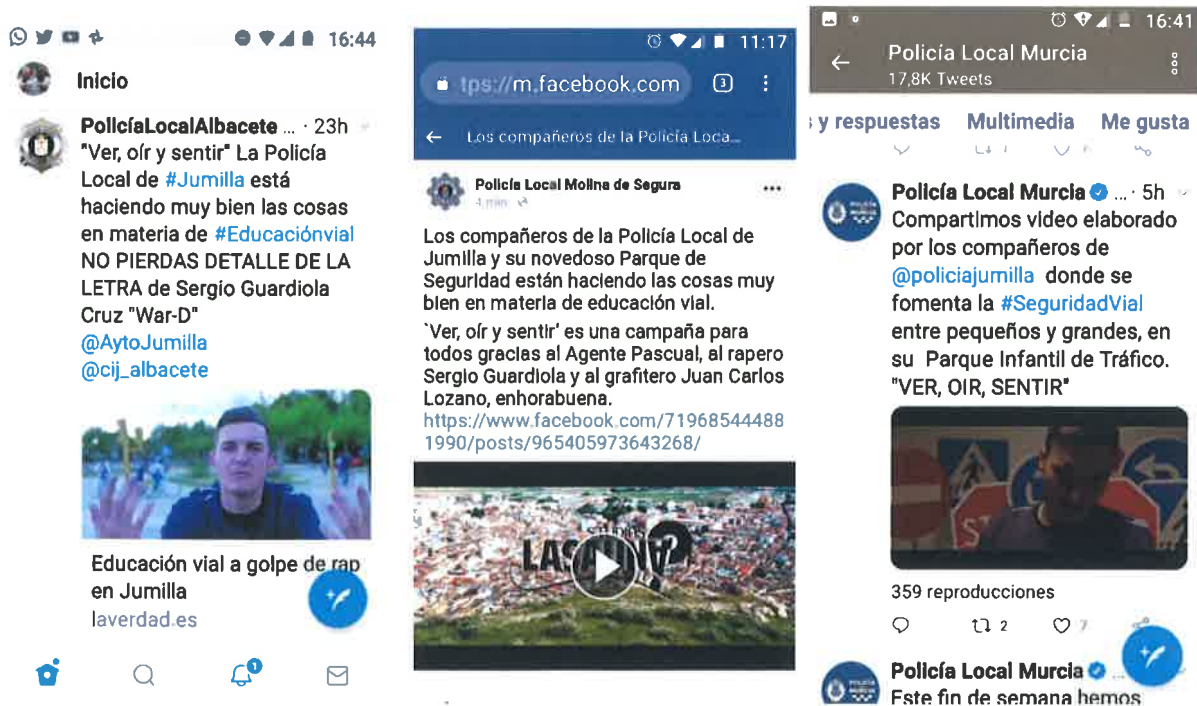 16:44
Inicio
PolicíaLocalAlbacete ... · 23h
"Ver, oír y sentir" La Policía
Local de #Jumilla está
haciendo muy bien las cosas
en materia de #Educaciónvial
NO PIERDAS DETALLE DE LA
LETRA de Sergio Guardiola
Cruz "War-D"
@AytoJumilla
@cij_albacete
Educación vial a golpe de rap
en Jumilla
laverdad.es
1
11:17
tps://m.facebook.com
3
Los compañeros de la Policía Loca...
Policía Local Molina de Segura
4 min
Los compañeros de la Policía Local de
Jumilla y su novedoso Parque de
Seguridad están haciendo las cosas muy
bien en materia de educación vial.
`Ver, oír y sentir' es una campaña para
todos gracias al Agente Pascual, al rapero
Sergio Guardiola y al grafitero Juan Carlos
Lozano, enhorabuena.
https://www.facebook.com/71968544488
1990/posts/965405973643268/
STUDIOS
16:41
Policía Local Murcia
17,8K Tweets
s y respuestas Multimedia Me gusta
Policía Local Murcia ... · 5h
Compartimos video elaborado
por los compañeros de
@policiajumilla donde se
fomenta la #SeguridadVial
entre pequeños y grandes, en
su Parque Infantil de Tráfico.
"VER, OIR, SENTIR"
359 reproducciones
2 7
Policía Local Murcia ...
Este fin de semana hemos